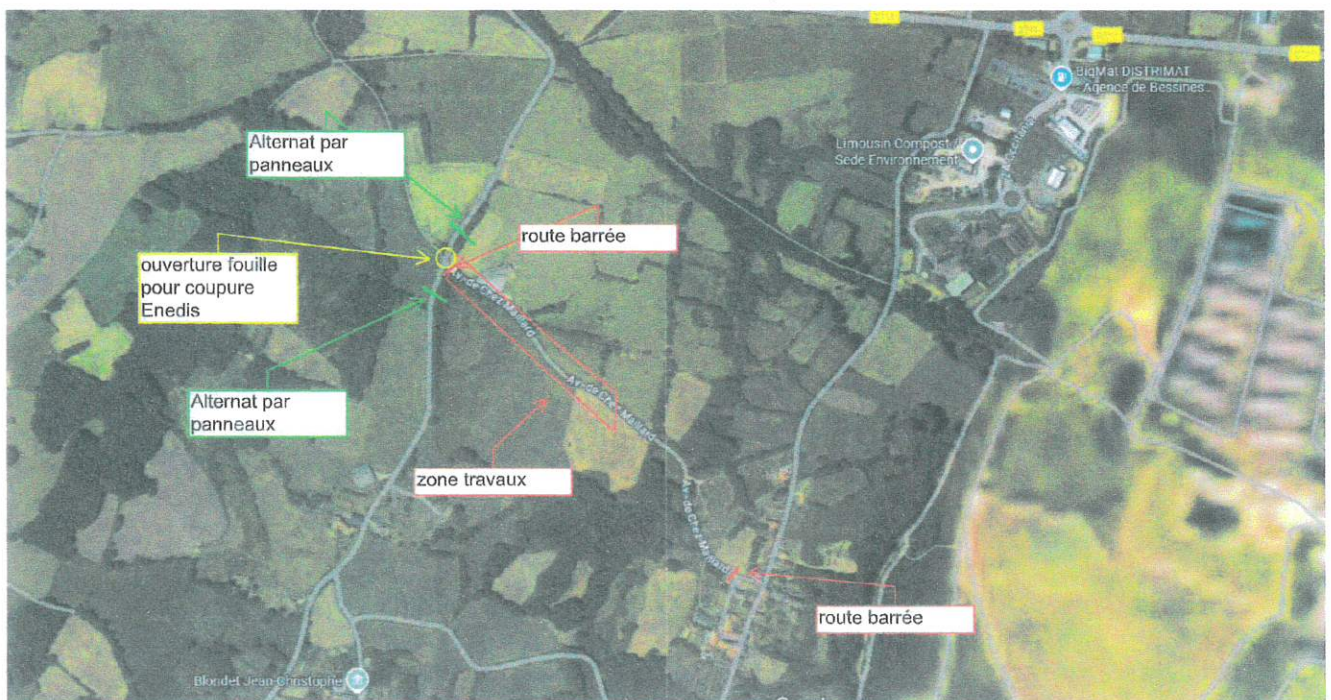 BigMat DISTRIMAT
- Agence de Bessines...
Limousin Compost /
Sede Environnement
Alternat par
panneaux
route barrée
ouverture fouille
pour coupure
Enedis
Av. de Chez Maillard
Av. de Chez Maillard
Alternat par
panneaux
zone travaux
Av. de Chez Maillard
route barrée
Blondet Jean-Christophe